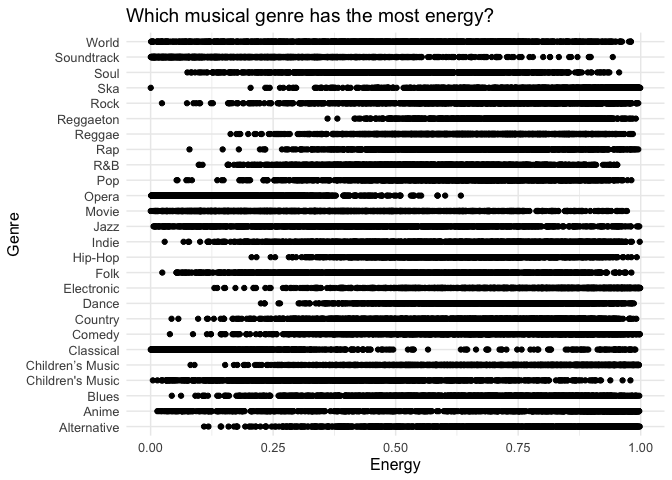 Which musical genre has the most energy?
World
Soundtrack
Soul
Ska
Rock
Reggaeton
Reggae
Rap
R&B
Pop
Opera
Movie
Jazz
Indie
Hip-Hop
Folk
Electronic
Dance
Country
Comedy
Classical
Children’s Music
Children's Music
Blues
Anime
Alternative
Genre
0.00 0.25 0.50 0.75 1.00
Energy